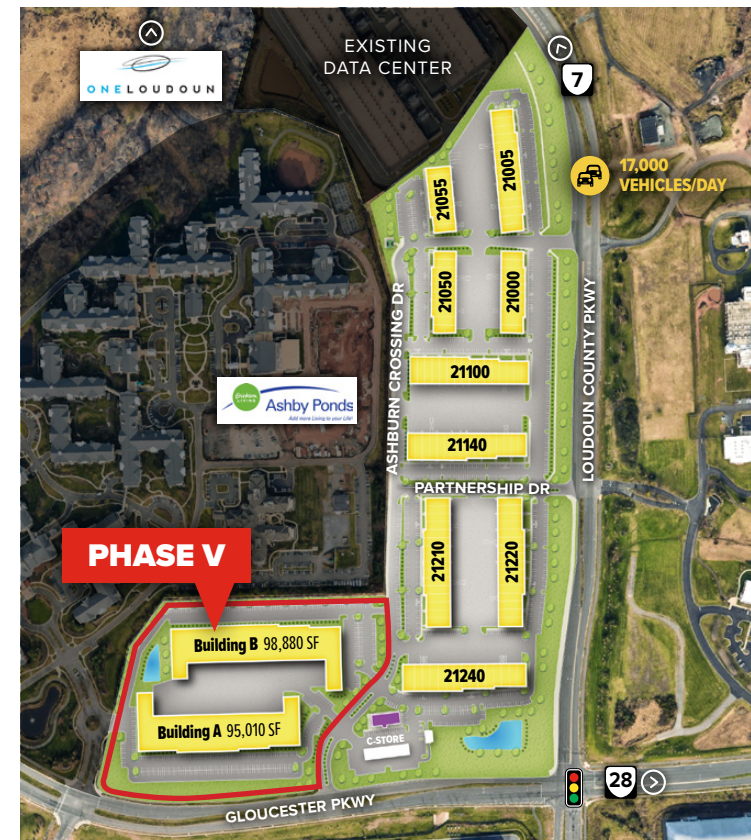 EXISTING
DATA CENTER
ONELOUDOUN
7
17,000
VEHICLES/DAY
21055
21005
21050
21000
ASHBURN CROSSING DR
LOUDOUN COUNTY PKWY
21100
Erickson
LIVING
Ashby Ponds
Add more Living to your Life®
21140
PARTNERSHIP DR
21210
21220
PHASE V
Building B 98,880 SF
21240
Building A 95,010 SF
C-STORE
28
GLOUCESTER PKWY